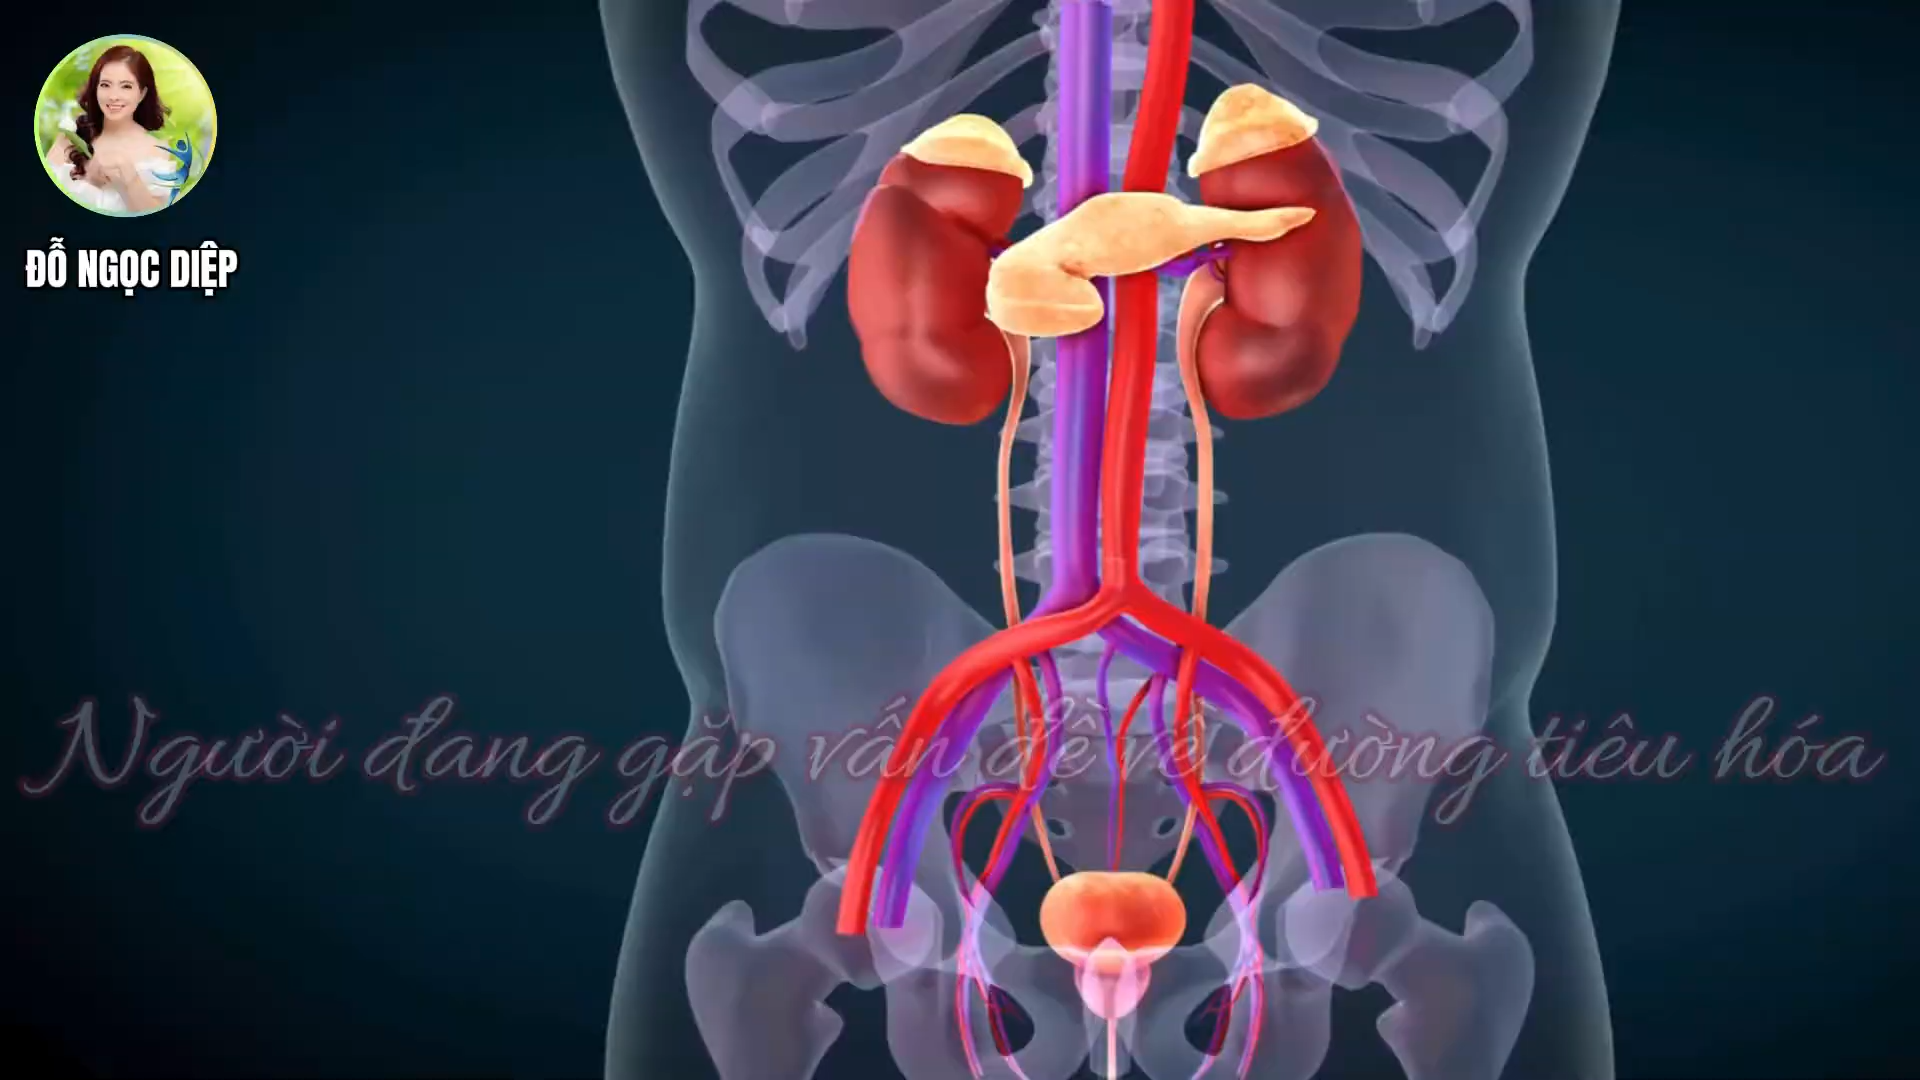 ĐỖ NGỌC DIỆP
Người đang gặp vấn đề về đường tiêu hóa